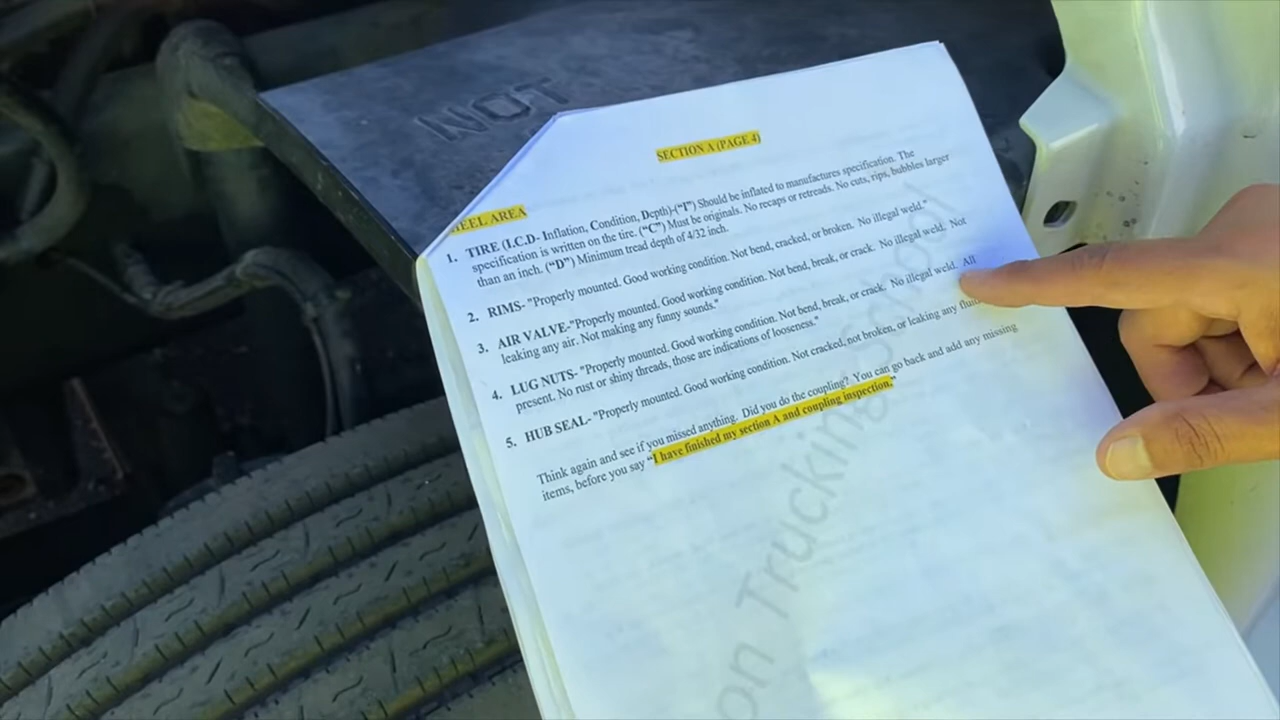 NOT
SECTION A (PAGE 4)
HEEL AREA
1. TIRE (I.C.D- Inflation, Condition, Depth)-("I") Should be inflated to manufactures specification. The
specification is written on the tire. ("C") Must be originals. No recaps or retreads. No cuts, rips, bubbles larger
than an inch. ("D") Minimum tread depth of 4/32 inch.
2. RIMS- "Properly mounted. Good working condition. Not bend, cracked, or broken. No illegal weld."
3. AIR VALVE-"Properly mounted. Good working condition. Not bend, break, or crack. No illegal weld. Not
leaking any air. Not making any funny sounds."
4. LUG NUTS- "Properly mounted. Good working condition. Not bend, break, or crack. No illegal weld. All
present. No rust or shiny threads, those are indications of looseness."
5. HUB SEAL- "Properly mounted. Good working condition. Not cracked, not broken, or leaking any
Think again and see if you missed anything. Did you do the coupling? You can go back and add any missing
items, before you say "I have finished my section A and coupling inspection."
on Trucking School